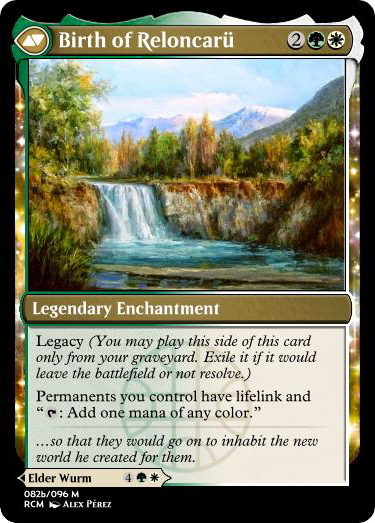 Birth of Reloncarü 2
Legendary Enchantment
Legacy (You may play this side of this card
only from your graveyard. Exile it if it would
leave the battlefield or not resolve.)
Permanents you control have lifelink and
“ : Add one mana of any color.”
…so that they would go on to inhabit the new
world he created for them.
Elder Wurm 4
082b/096 M
RCM Alex Pérez